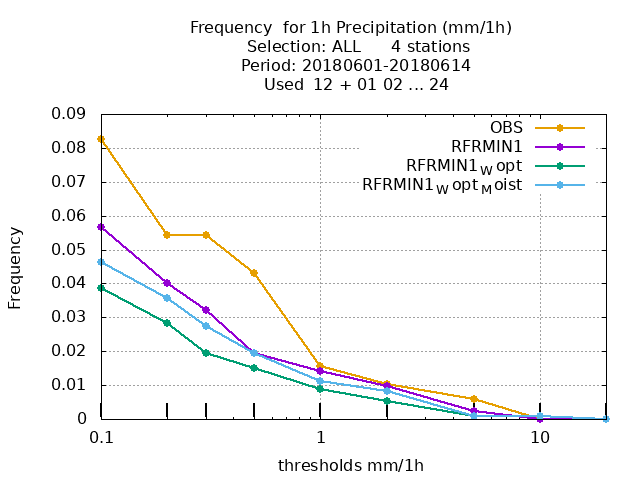 Frequency  for 1h Precipitation (mm/1h)
Selection: ALL      4 stations
Period: 20180601-20180614
Used  12 + 01 02 ... 24
OBS
RFRMIN1
RFRMIN1_W opt
RFRMIN1_W opt_M oist
Frequency
0.09
0.08
0.07
0.06
0.05
0.04
0.03
0.02
0.01
0
0.1
1
10
thresholds mm/1h